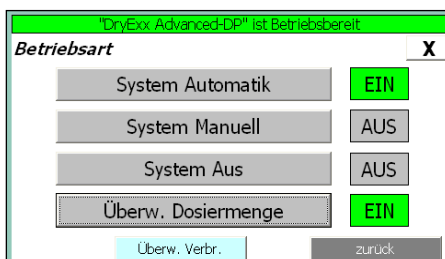 "DryExx Advanced-DP" ist Betriebsbereit
Betriebsart X
System Automatik EIN
System Manuell AUS
System Aus AUS
Überw. Dosiermenge EIN
Überw. Verbr. zurück